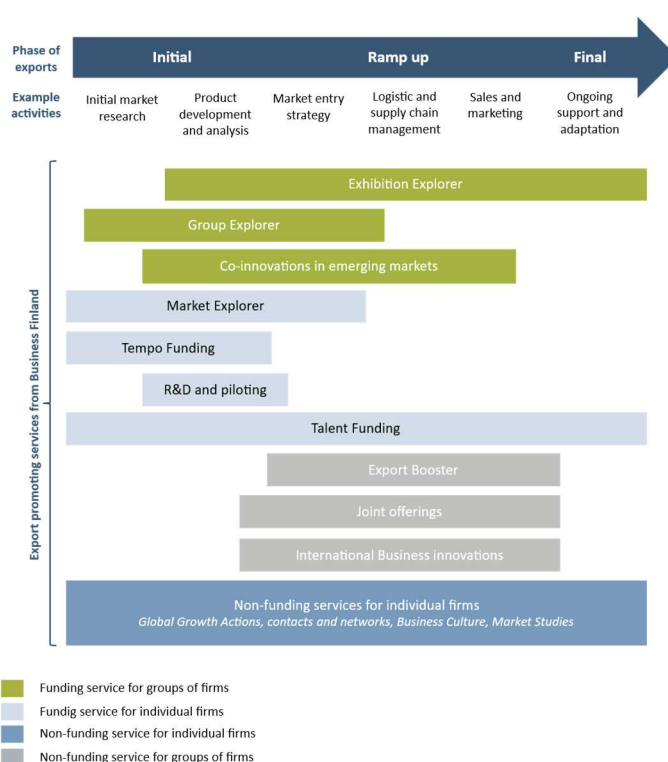 Phase of
exports
Initial
Ramp up
Final
Example
activities
Initial market
research
Product
development
and analysis
Market entry
strategy
Logistic and
supply chain
management
Sales and
marketing
Ongoing
support and
adaptation
Export promoting services from Business Finland
Exhibition Explorer
Group Explorer
Co-innovations in emerging markets
Market Explorer
Tempo Funding
R&D and piloting
Talent Funding
Export Booster
Joint offerings
International Business innovations
Non-funding services for individual firms
Global Growth Actions, contacts and networks, Business Culture, Market Studies
Funding service for groups of firms
Fundig service for individual firms
Non-funding service for individual firms
Non-funding service for groups of firms